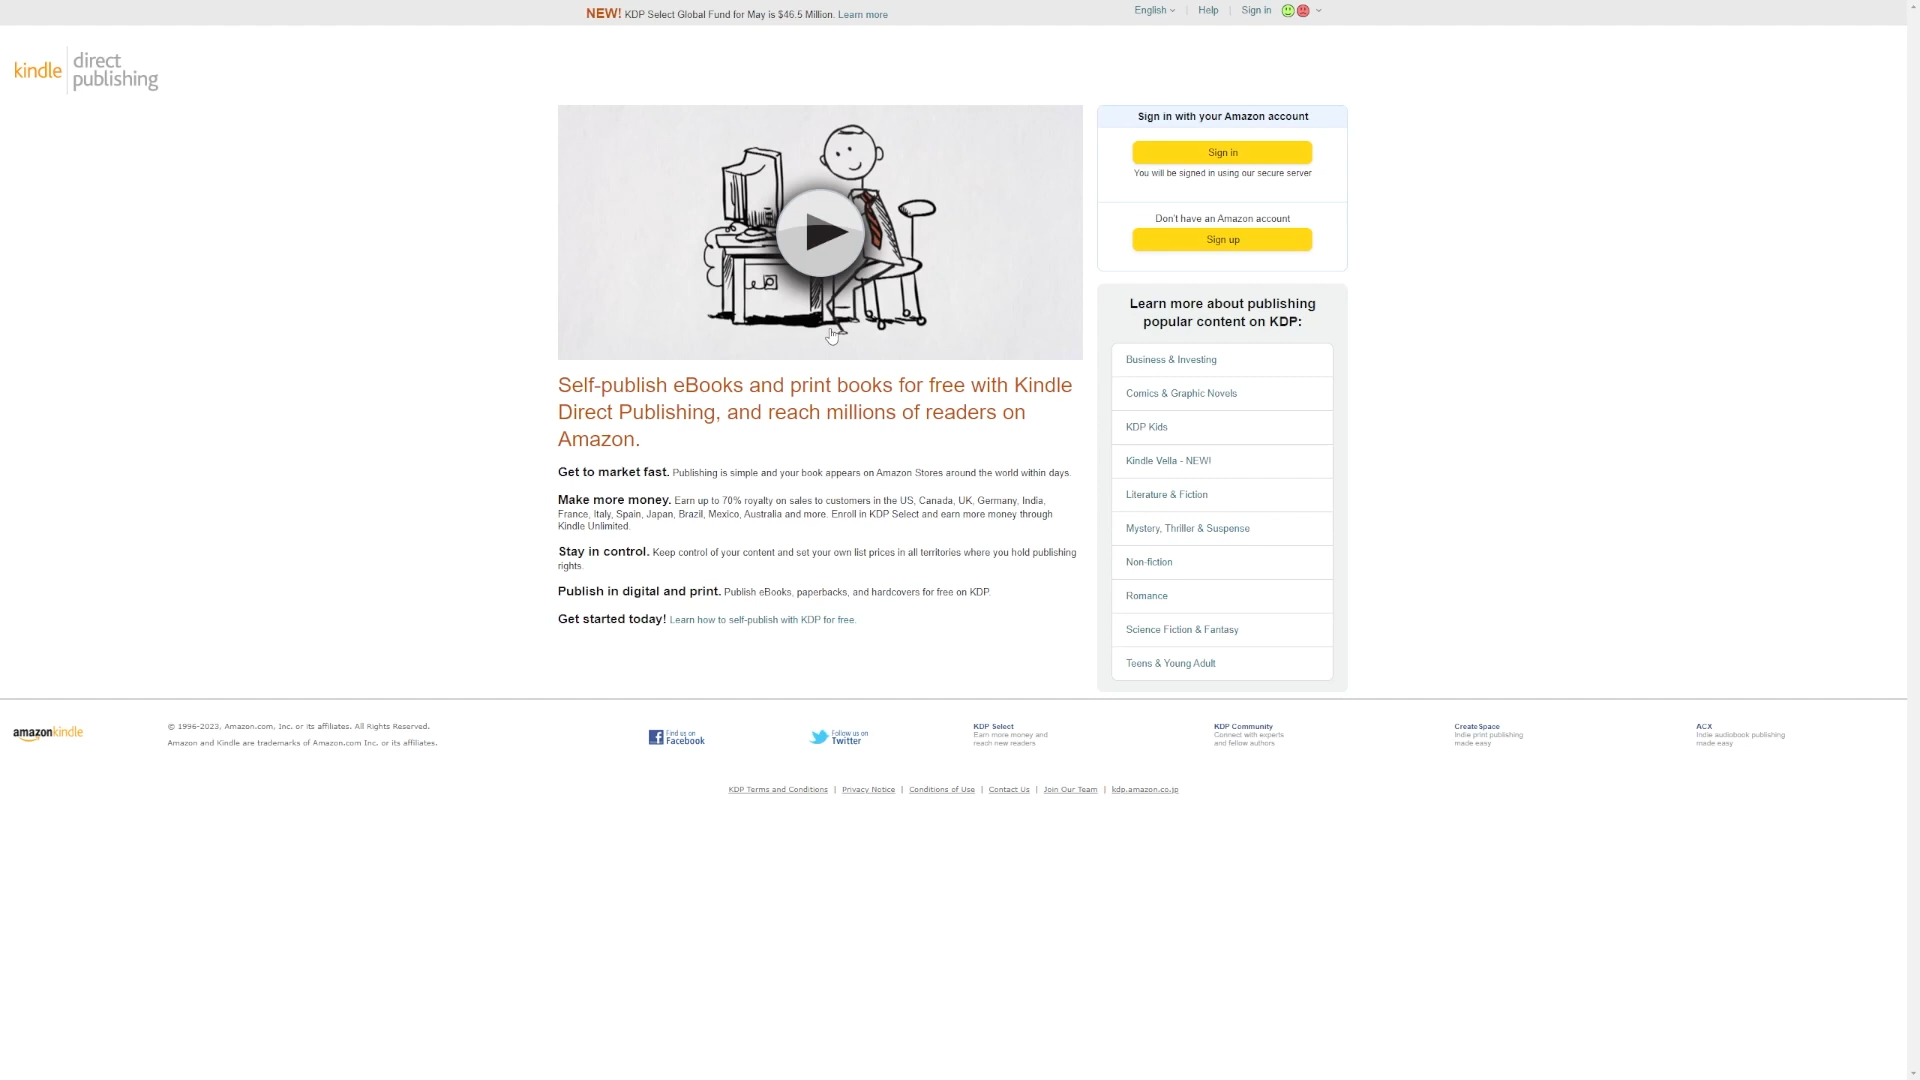 NEW! KDP Select Global Fund for May is $46.5 Million. Learn more
English | Help | Sign in
kindle direct publishing
Sign in with your Amazon account
Sign in
You will be signed in using our secure server
Don't have an Amazon account
Sign up
Self-publish eBooks and print books for free with Kindle
Direct Publishing, and reach millions of readers on
Amazon.
Get to market fast. Publishing is simple and your book appears on Amazon Stores around the world within days.
Make more money. Earn up to 70% royalty on sales to customers in the US, Canada, UK, Germany, India,
France, Italy, Spain, Japan, Brazil, Mexico, Australia and more. Enroll in KDP Select and earn more money through
Kindle Unlimited.
Stay in control. Keep control of your content and set your own list prices in all territories where you hold publishing
rights.
Publish in digital and print. Publish eBooks, paperbacks, and hardcovers for free on KDP.
Get started today! Learn how to self-publish with KDP for free.
Learn more about publishing
popular content on KDP:
Business & Investing
Comics & Graphic Novels
KDP Kids
Kindle Vella - NEW!
Literature & Fiction
Mystery, Thriller & Suspense
Non-fiction
Romance
Science Fiction & Fantasy
Teens & Young Adult
amazonkindle
© 1996-2023, Amazon.com, Inc. or its affiliates. All Rights Reserved.
Amazon and Kindle are trademarks of Amazon.com Inc. or its affiliates.
Find us on
Facebook
Follow us on
Twitter
KDP Select
Earn more money and
reach new readers
KDP Community
Connect with experts
and fellow authors
CreateSpace
Indie print publishing
made easy
ACX
Indie audiobook publishing
made easy
KDP Terms and Conditions | Privacy Notice | Conditions of Use | Contact Us | Join Our Team | kdp.amazon.co.jp